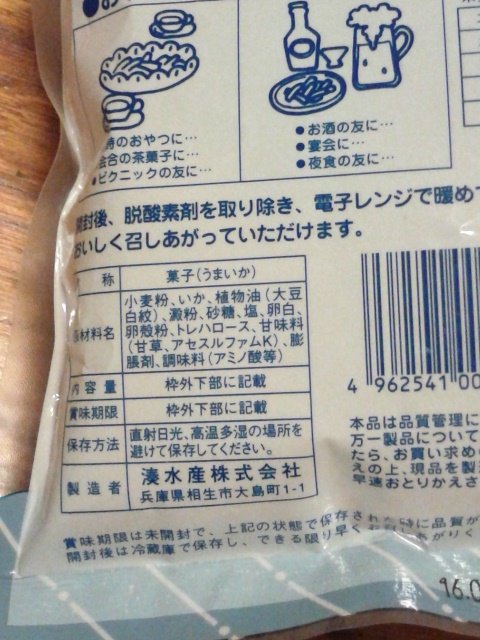 時のおやつに…
会合の茶菓子に…
●ピクニックの友に…
●お酒の友に…
●宴会に…
●夜食の友に…
開封後、脱酸素剤を取り除き、電子レンジで暖めて
おいしく召しあがっていただけます。
称 菓子(うまいか)
原材料名 小麦粉、いか、植物油(大豆
白絞)、澱粉、砂糖、塩、卵白、
卵殻粉、トレハロース、甘味料
(甘草、アセスルファムK)、膨
脹剤、調味料(アミノ酸等)
内容量 枠外下部に記載
賞味期限 枠外下部に記載
保存方法 直射日光、高温多湿の場所を
避けて保存してください。
製造者 湊水産株式会社
兵庫県相生市大島町1-1
4 962541 00
本品は品質管理に
万一製品について
たら、お買い求め
えの上、現品を製
早速おとりかえさ
賞味期限は未開封で、上記の状態で保存された時に品質が
開封後は冷蔵庫で保存し、できる限り早く
96.0